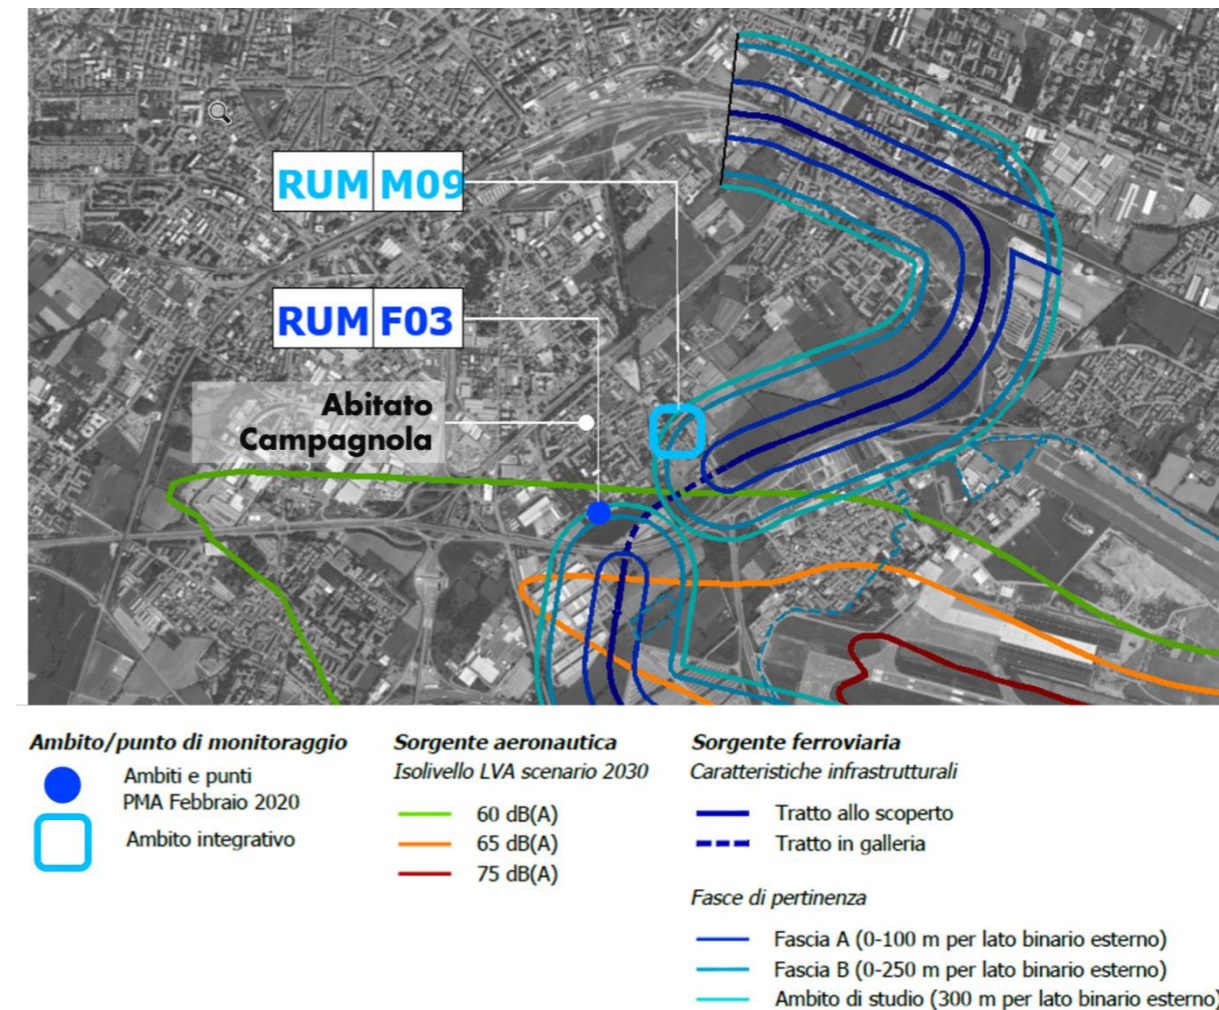 RUM M09
RUM F03
Abitato
Campagnola
Ambito/punto di monitoraggio
Ambiti e punti
PMA Febbraio 2020
Ambito integrativo
Sorgente aeronautica
Isolivello LVA scenario 2030
60 dB(A)
65 dB(A)
75 dB(A)
Sorgente ferroviaria
Caratteristiche infrastrutturali
Tratto allo scoperto
Tratto in galleria
Fasce di pertinenza
Fascia A (0-100 m per lato binario esterno)
Fascia B (0-250 m per lato binario esterno)
Ambito di studio (300 m per lato binario esterno)